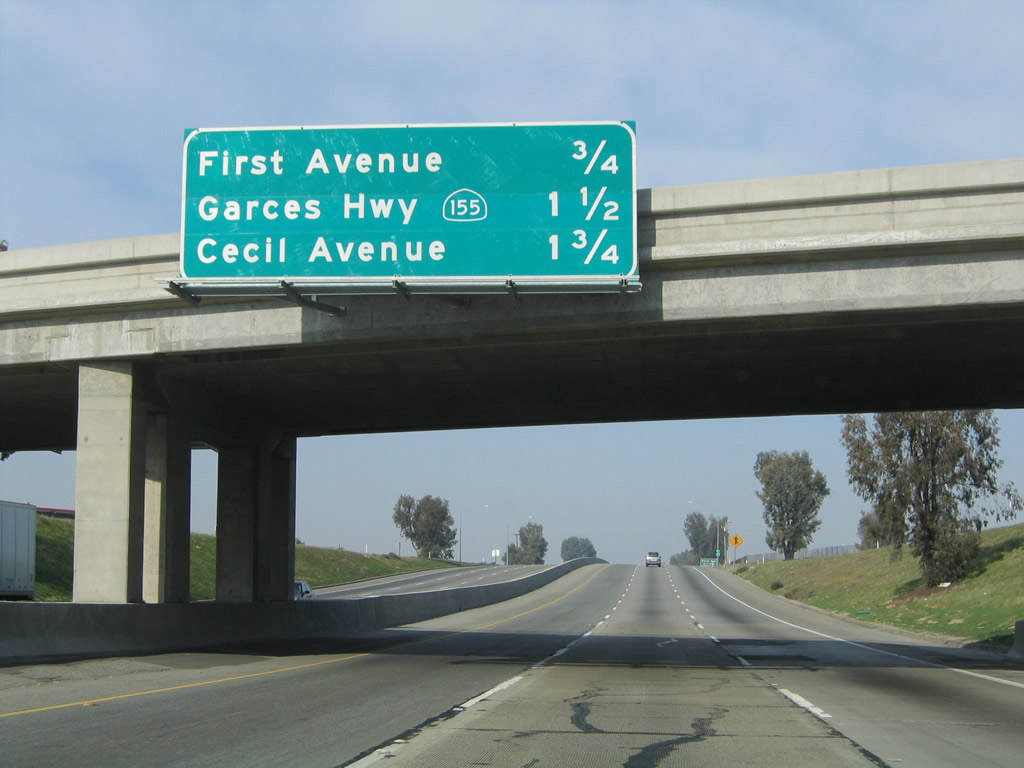 First Avenue 3/4
Garces Hwy 155 1 1/2
Cecil Avenue 1 3/4